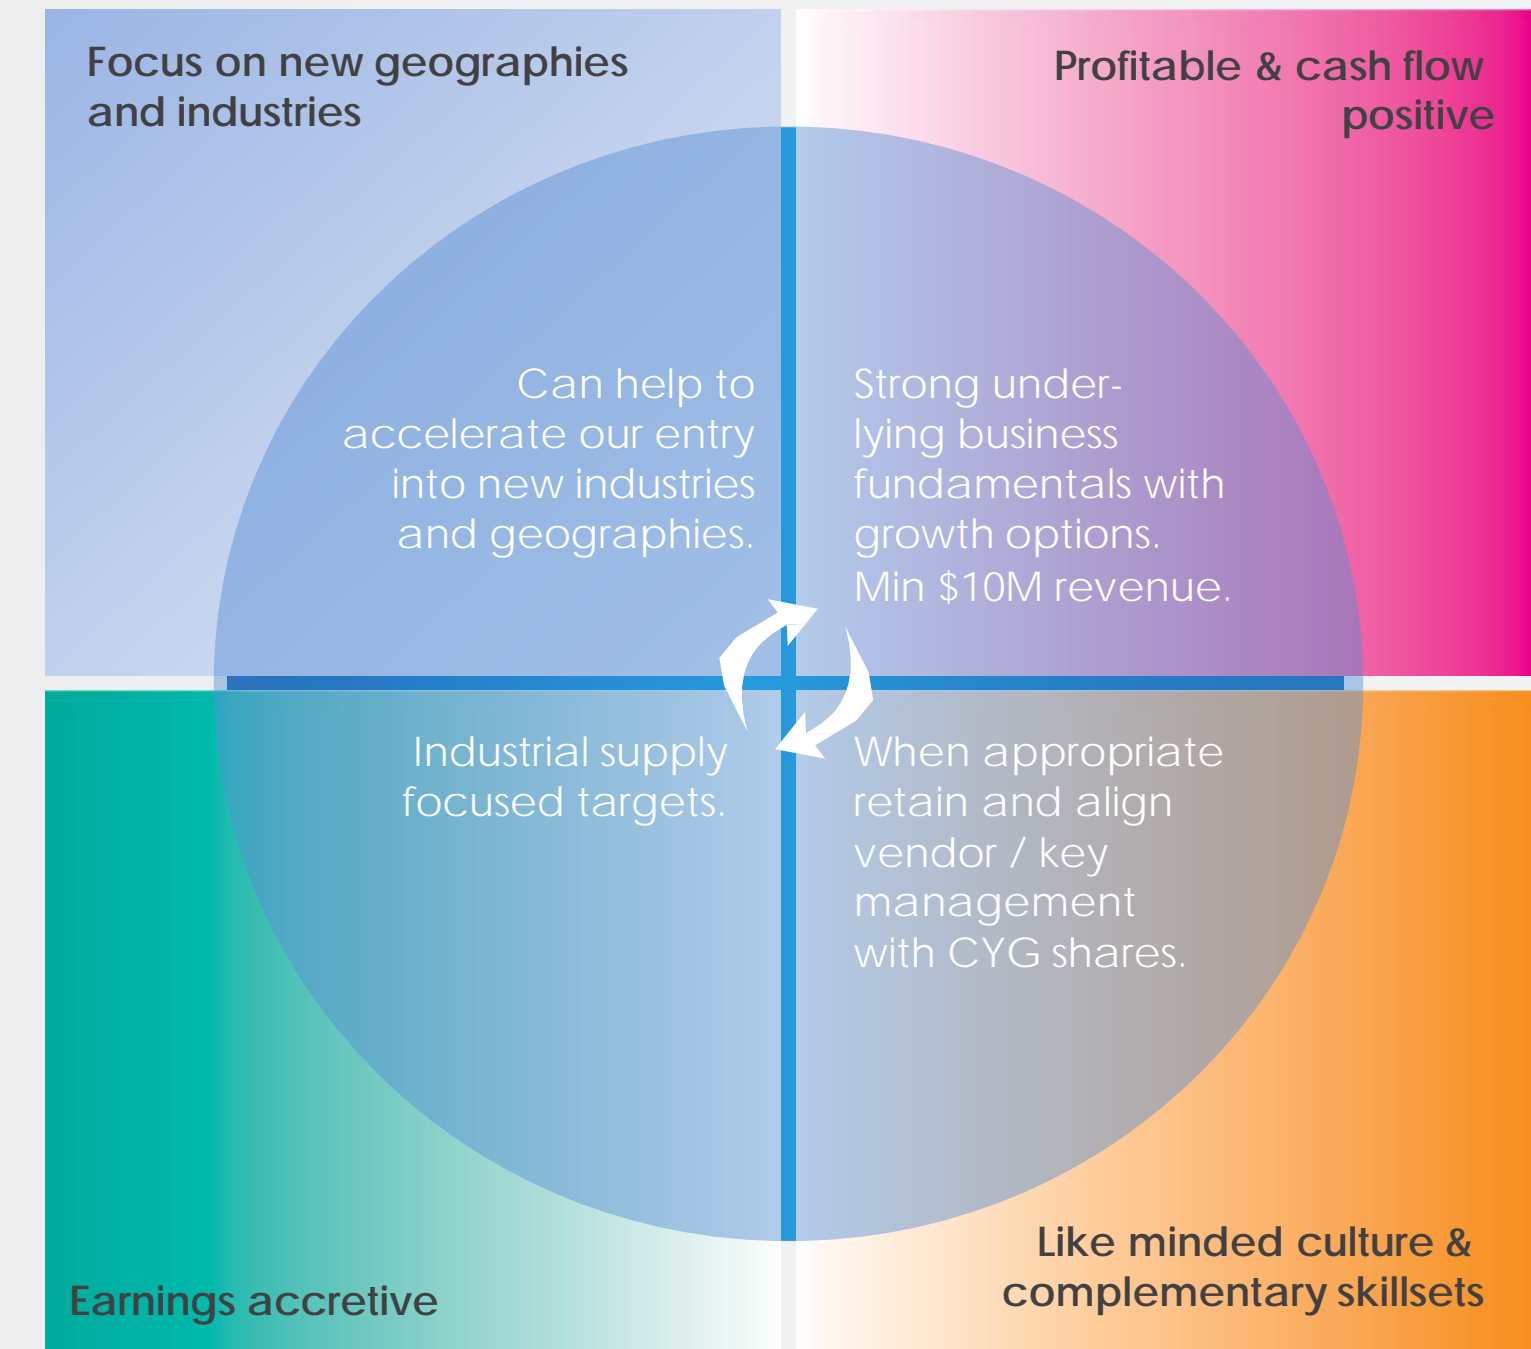 Focus on new geographies
and industries
Profitable & cash flow
positive
Can help to
accelerate our entry
into new industries
and geographies.
Strong under-
lying business
fundamentals with
growth options.
Min $10M revenue.
Industrial supply
focused targets.
When appropriate
retain and align
vendor / key
management
with CYG shares.
Earnings accretive
Like minded culture &
complementary skillsets